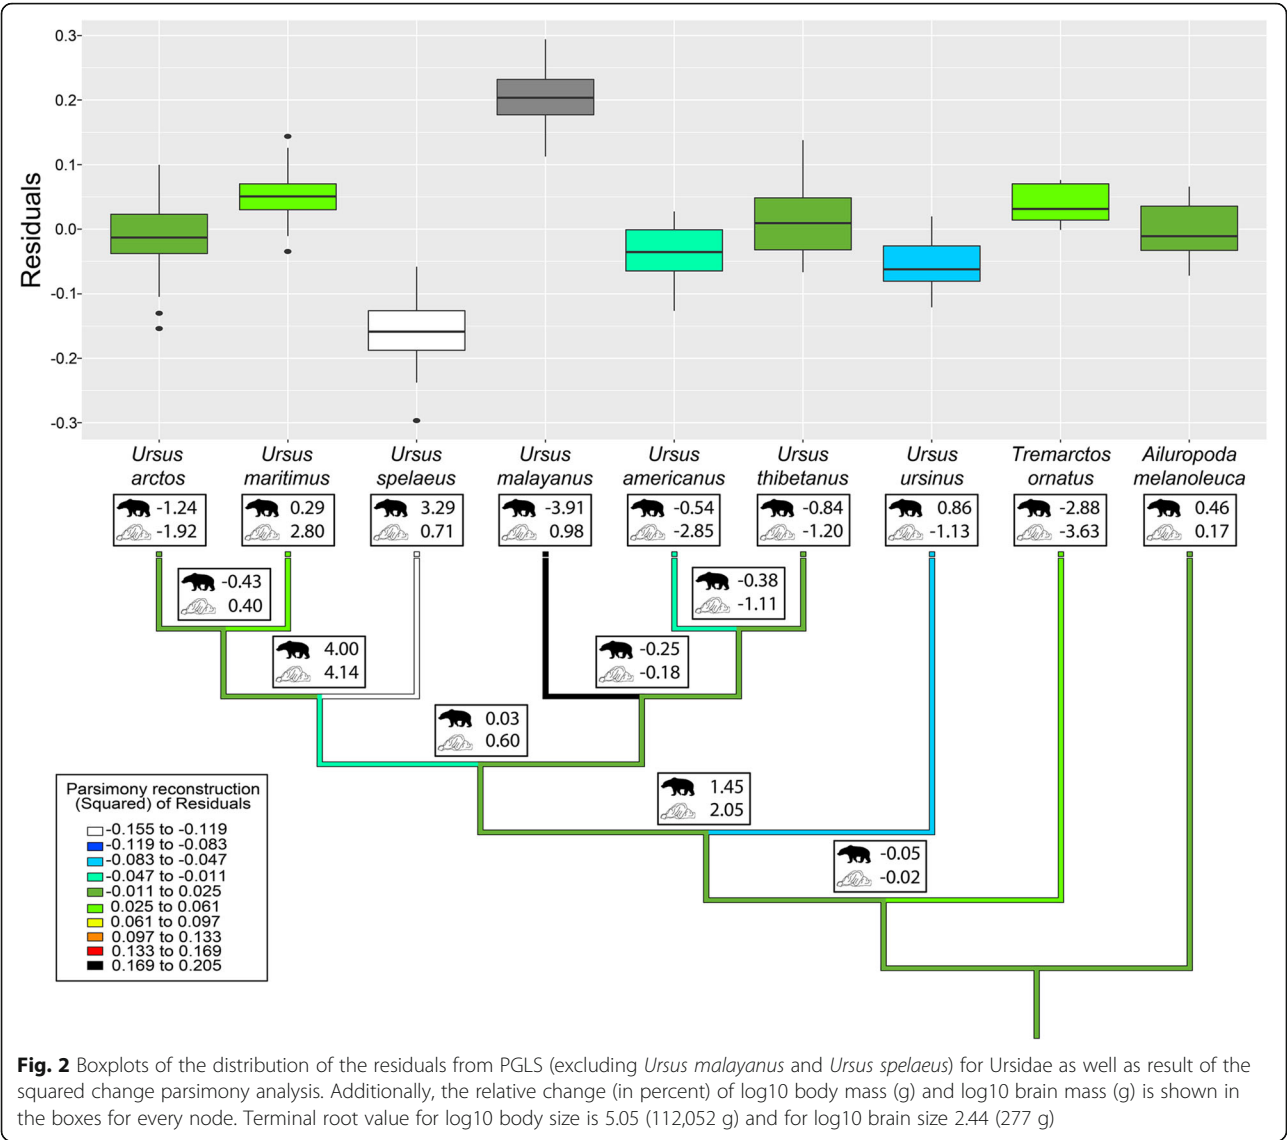 0.3-
0.2-
0.1-
0.0-
-0.1-
-0.2-
-0.3-
Residuals
Ursus
arctos
Ursus
maritimus
Ursus
spelaeus
Ursus
malayanus
Ursus
americanus
Ursus
thibetanus
Ursus
ursinus
Tremarctos
ornatus
Ailuropoda
melanoleuca
-1.24
-1.92
0.29
2.80
3.29
0.71
-3.91
0.98
-0.54
-2.85
-0.84
-1.20
0.86
-1.13
-2.88
-3.63
0.46
0.17
-0.43
0.40
-0.38
-1.11
4.00
4.14
-0.25
-0.18
0.03
0.60
1.45
2.05
-0.05
-0.02
Parsimony reconstruction
(Squared) of Residuals
-0.155 to -0.119
-0.119 to -0.083
-0.083 to -0.047
-0.047 to -0.011
-0.011 to 0.025
0.025 to 0.061
0.061 to 0.097
0.097 to 0.133
0.133 to 0.169
0.169 to 0.205
Fig. 2 Boxplots of the distribution of the residuals from PGLS (excluding Ursus malayanus and Ursus spelaeus) for Ursidae as well as result of the
squared change parsimony analysis. Additionally, the relative change (in percent) of log10 body mass (g) and log10 brain mass (g) is shown in
the boxes for every node. Terminal root value for log10 body size is 5.05 (112,052 g) and for log10 brain size 2.44 (277 g)